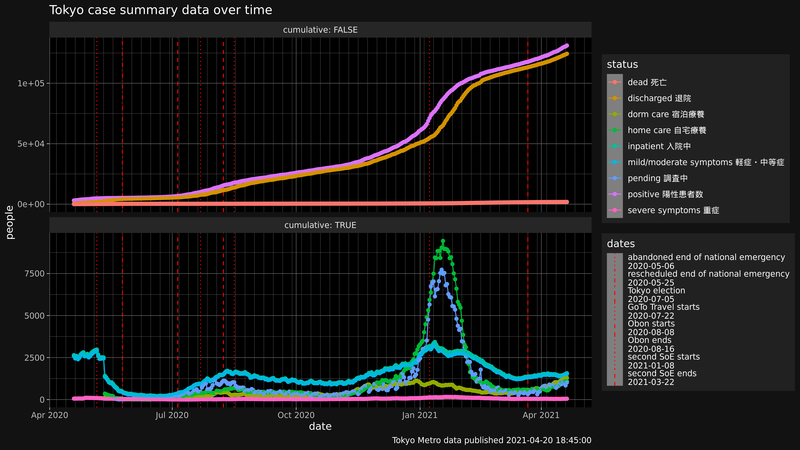 Tokyo case summary data over time
cumulative: FALSE
1e+05
5e+04
0e+00
cumulative: TRUE
7500
5000
2500
0
people
Apr 2020
Jul 2020
Oct 2020
Jan 2021
Apr 2021
date
status
dead 死亡
discharged 退院
dorm care 宿泊療養
home care 自宅療養
inpatient 入院中
mild/moderate symptoms 軽症・中等症
pending 調査中
positive 陽性患者数
severe symptoms 重症
dates
abandoned end of national emergency
2020-05-06
rescheduled end of national emergency
2020-05-25
Tokyo election
2020-07-05
GoTo Travel starts
2020-07-22
Obon starts
2020-08-08
Obon ends
2020-08-16
second SoE starts
2021-01-08
second SoE ends
2021-03-22
Tokyo Metro data published 2021-04-20 18:45:00